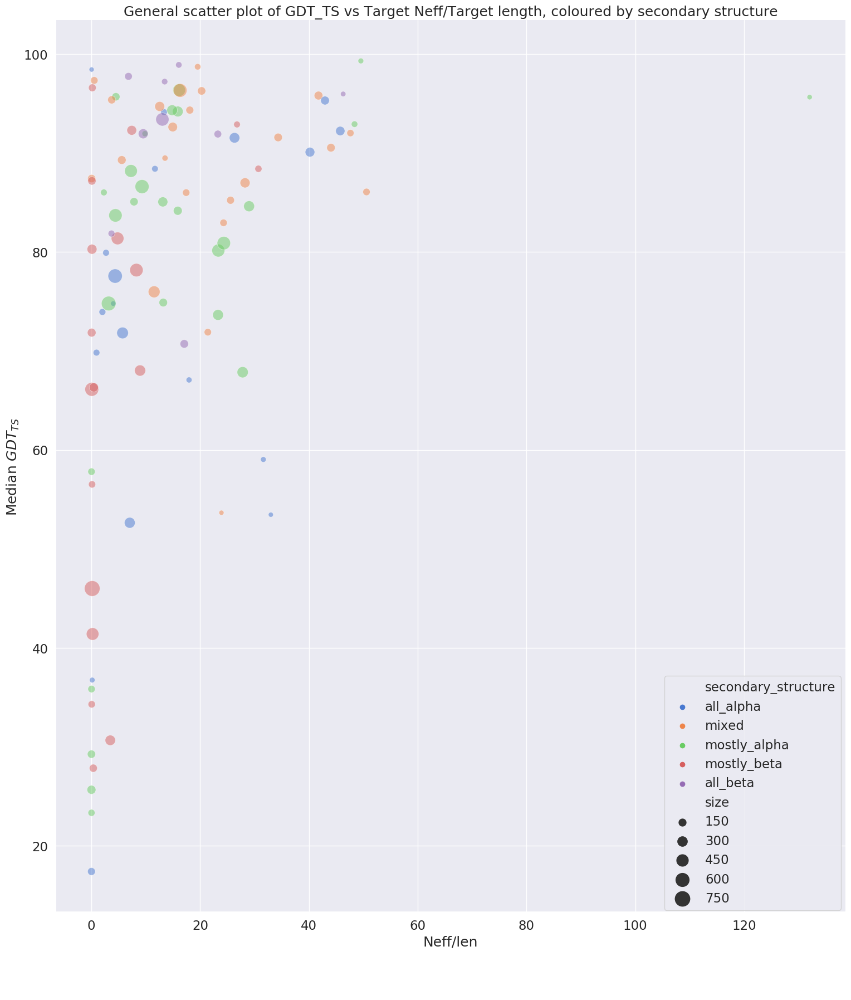 General scatter plot of GDT_TS vs Target Neff/Target length, coloured by secondary structure
100
80
60
40
20
Median GDT_TS
0 20 40 60 80 100 120
Neff/len
secondary_structure
all_alpha
mixed
mostly_alpha
mostly_beta
all_beta
size
150
300
450
600
750